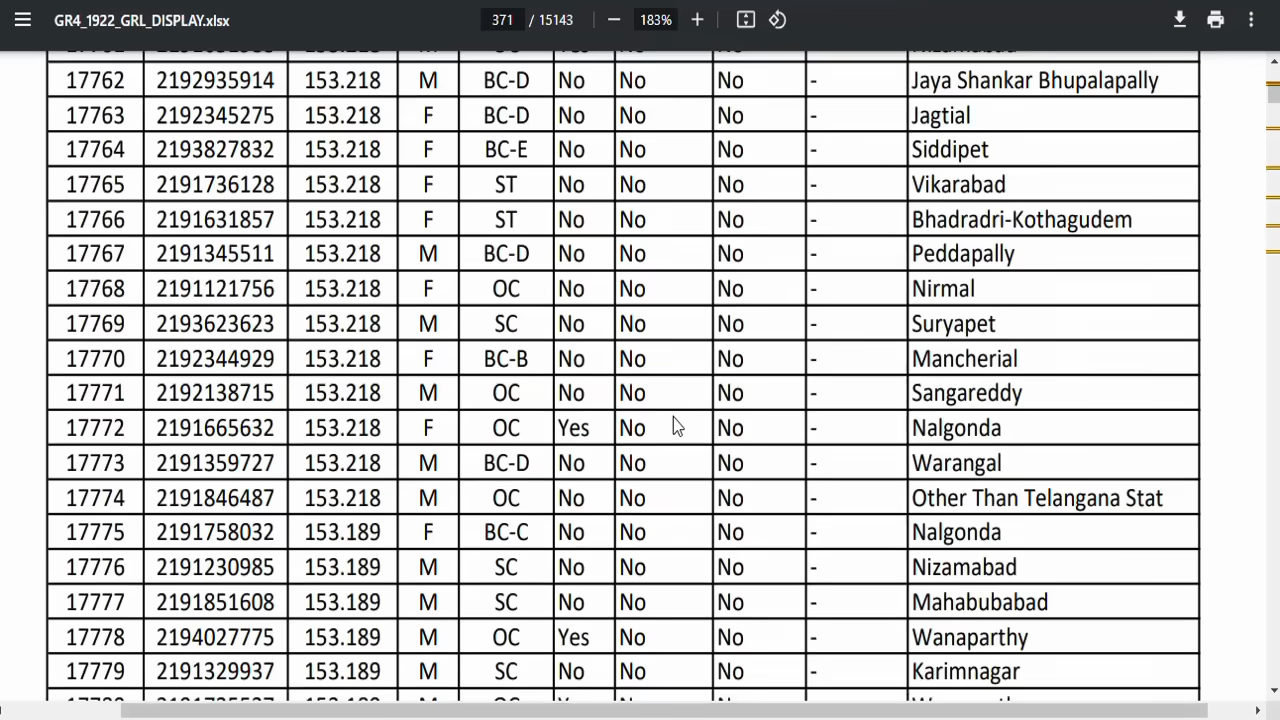 GR4_1922_GRL_DISPLAY.xlsx 371 / 15143 183%
17762 2192935914 153.218 M BC-D No No No - Jaya Shankar Bhupalapally
17763 2192345275 153.218 F BC-D No No No - Jagtial
17764 2193827832 153.218 F BC-E No No No - Siddipet
17765 2191736128 153.218 F ST No No No - Vikarabad
17766 2191631857 153.218 F ST No No No - Bhadradri-Kothagudem
17767 2191345511 153.218 M BC-D No No No - Peddapally
17768 2191121756 153.218 F OC No No No - Nirmal
17769 2193623623 153.218 M SC No No No - Suryapet
17770 2192344929 153.218 F BC-B No No No - Mancherial
17771 2192138715 153.218 M OC No No No - Sangareddy
17772 2191665632 153.218 F OC Yes No No - Nalgonda
17773 2191359727 153.218 M BC-D No No No - Warangal
17774 2191846487 153.218 M OC No No No - Other Than Telangana Stat
17775 2191758032 153.189 F BC-C No No No - Nalgonda
17776 2191230985 153.189 M SC No No No - Nizamabad
17777 2191851608 153.189 M SC No No No - Mahabubabad
17778 2194027775 153.189 M OC Yes No No - Wanaparthy
17779 2191329937 153.189 M SC No No No - Karimnagar